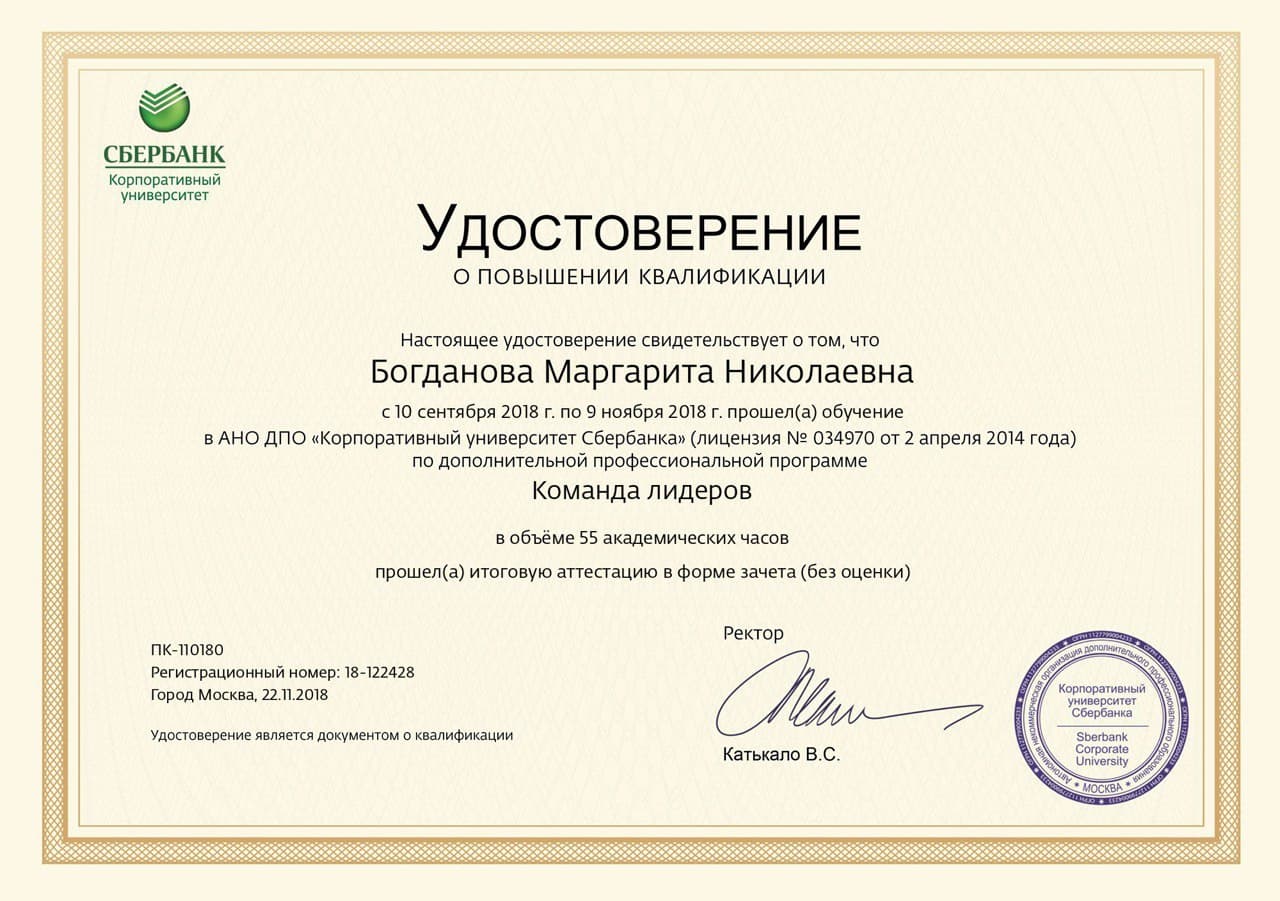 СБЕРБАНК
Корпоративный
университет
УДОСТОВЕРЕНИЕ
О ПОВЫШЕНИИ КВАЛИФИКАЦИИ
Настоящее удостоверение свидетельствует о том, что
Богданова Маргарита Николаевна
с 10 сентября 2018 г. по 9 ноября 2018 г. прошел(а) обучение
в АНО ДПО «Корпоративный университет Сбербанка» (лицензия № 034970 от 2 апреля 2014 года)
по дополнительной профессиональной программе
Команда лидеров
в объёме 55 академических часов
прошел(а) итоговую аттестацию в форме зачета (без оценки)
ПК-110180
Регистрационный номер: 18-122428
Город Москва, 22.11.2018
Удостоверение является документом о квалификации
Ректор
Катькало В.С.
ОГРН 1127799004233
Автономная некоммерческая организация дополнительного профессионального образования
Корпоративный
университет
Сбербанка
Sberbank
Corporate
University
МОСКВА